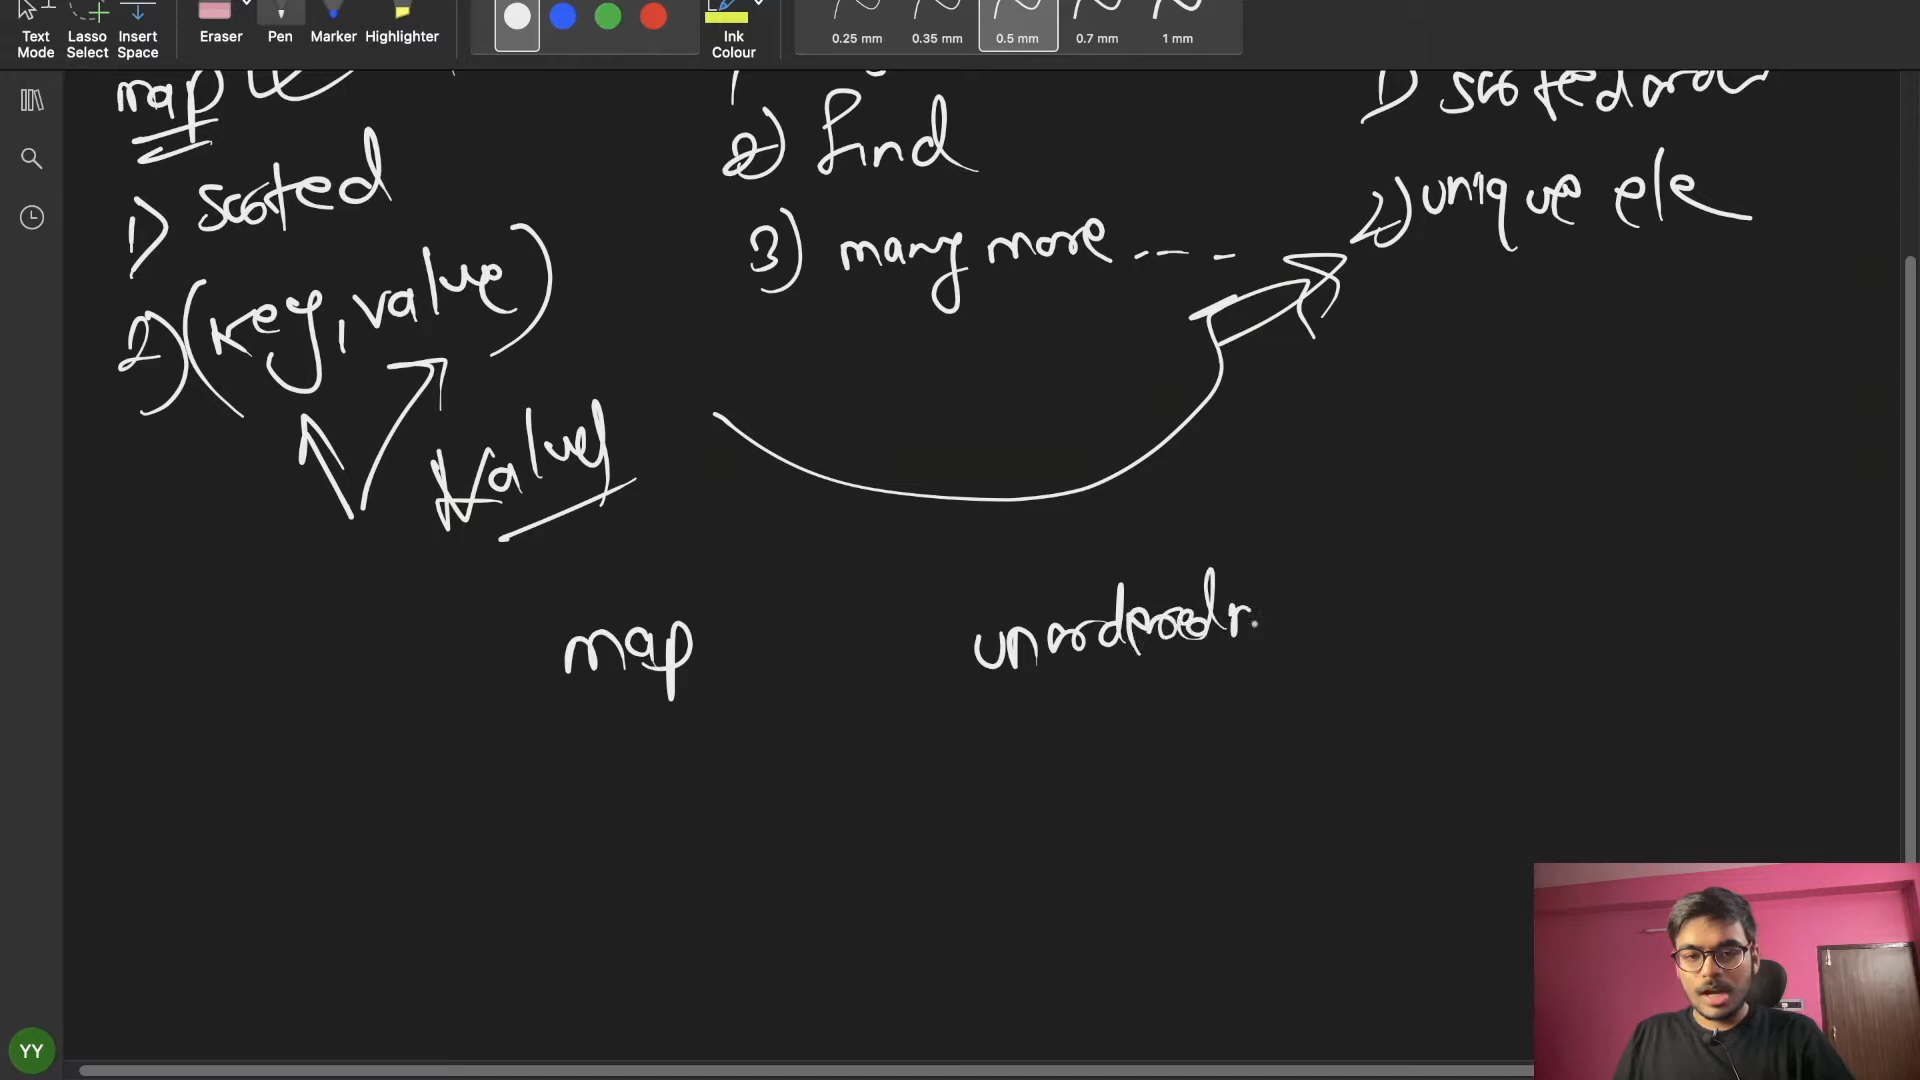 Text Mode
Lasso Select
Insert Space
Eraser
Pen
Marker
Highlighter
Ink Colour
0.25 mm
0.35 mm
0.5 mm
0.7 mm
1 mm
map
1) sorted
2) (key, value)
value
2) find
3) many more ----
1) sorted
2) unique ele
map
unordered
YY